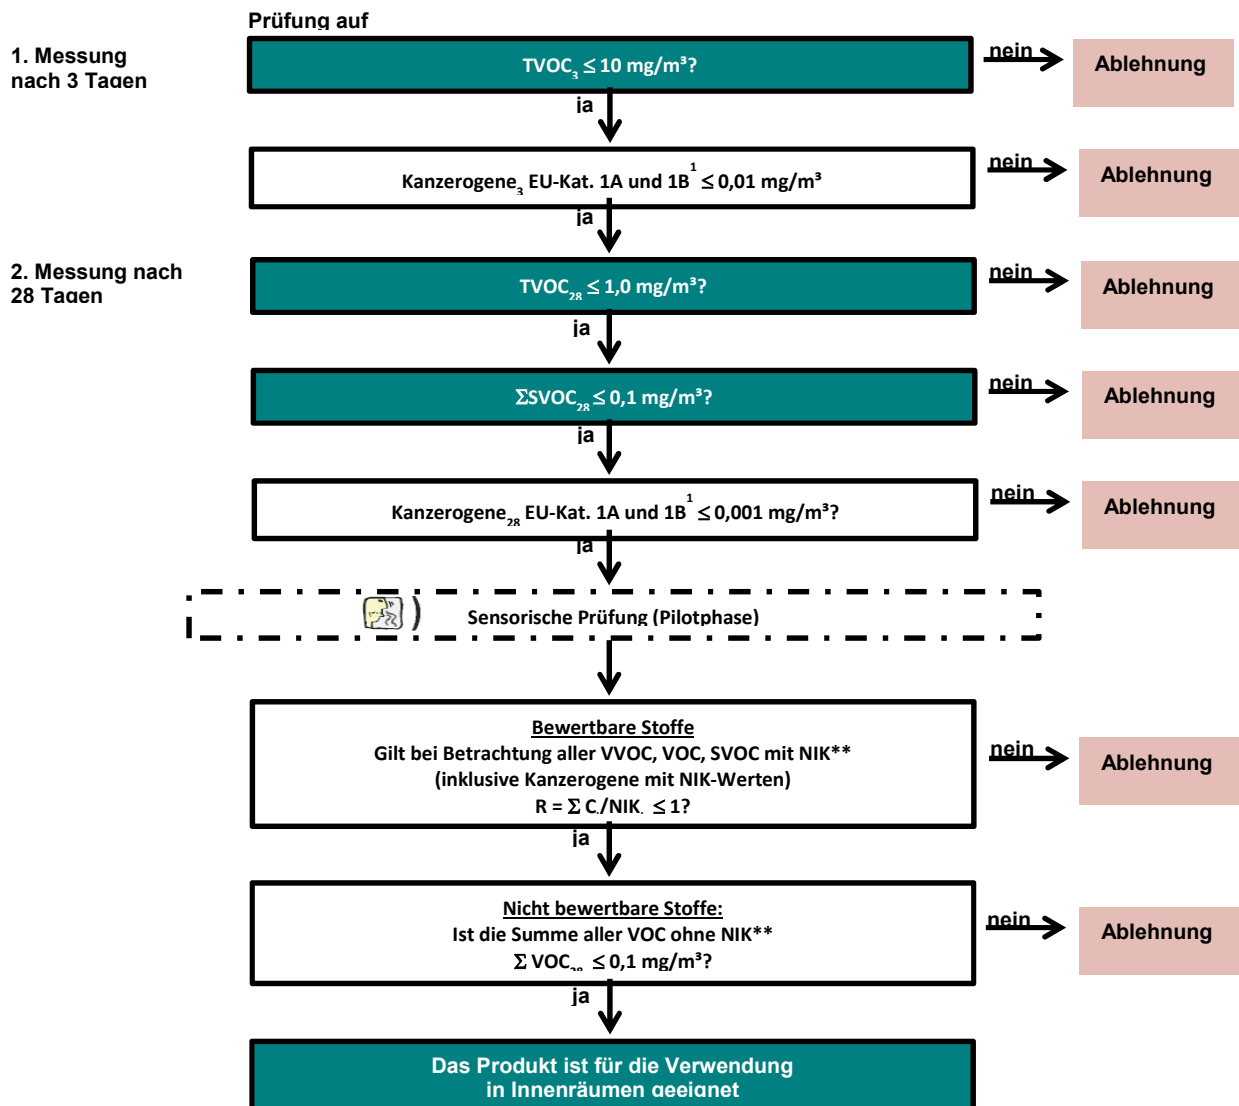 Prüfung auf
1. Messung
nach 3 Tagen
TVOC3 ≤ 10 mg/m³?
nein
Ablehnung
ja
Kanzerogene3 EU-Kat. 1A und 1B1 ≤ 0,01 mg/m³
nein
Ablehnung
ja
2. Messung nach
28 Tagen
TVOC28 ≤ 1,0 mg/m³?
nein
Ablehnung
ja
ΣSVOC28 ≤ 0,1 mg/m³?
nein
Ablehnung
ja
Kanzerogene28 EU-Kat. 1A und 1B1 ≤ 0,001 mg/m³?
nein
Ablehnung
ja
) Sensorische Prüfung (Pilotphase)
Bewertbare Stoffe
Gilt bei Betrachtung aller VVOC, VOC, SVOC mit NIK**
(inklusive Kanzerogene mit NIK-Werten)
R = Σ Ci/NIKi ≤ 1?
nein
Ablehnung
ja
Nicht bewertbare Stoffe:
Ist die Summe aller VOC ohne NIK**
Σ VOC28 ≤ 0,1 mg/m³?
nein
Ablehnung
ja
Das Produkt ist für die Verwendung
in Innenräumen geeignet